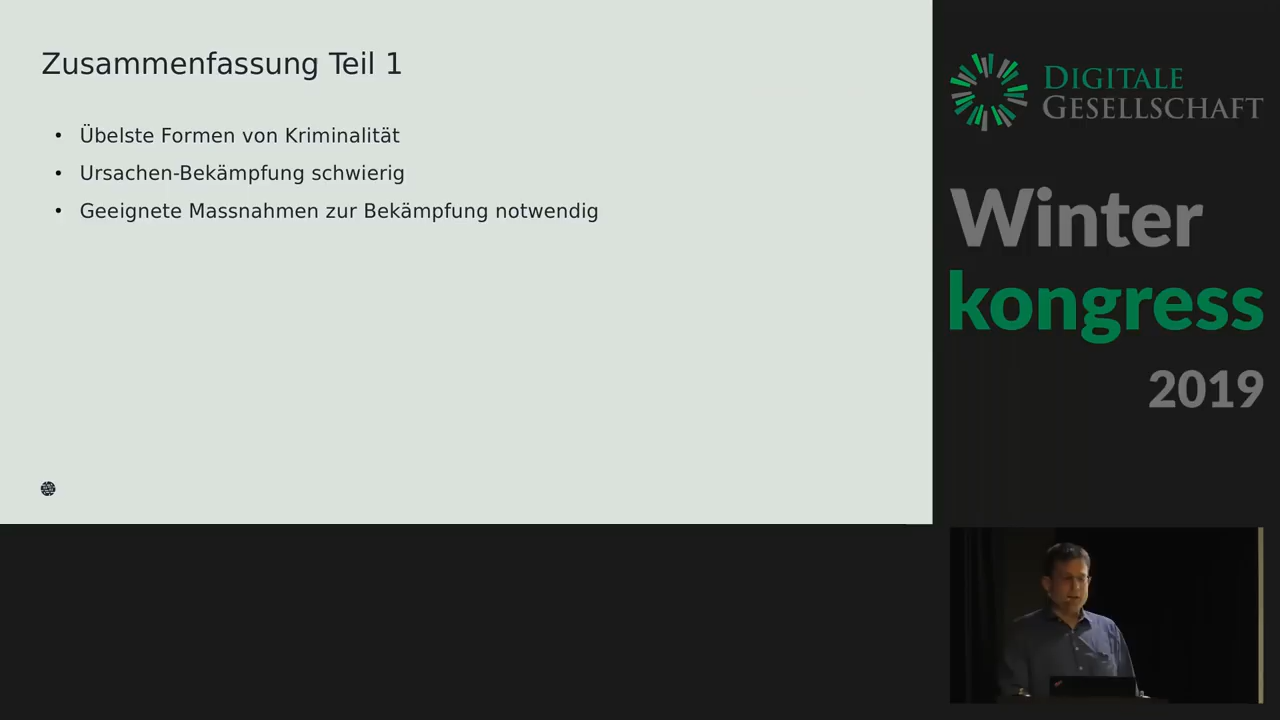 Zusammenfassung Teil 1
• Übelste Formen von Kriminalität
• Ursachen-Bekämpfung schwierig
• Geeignete Massnahmen zur Bekämpfung notwendig
DIGITALE
GESELLSCHAFT
Winter
kongress
2019